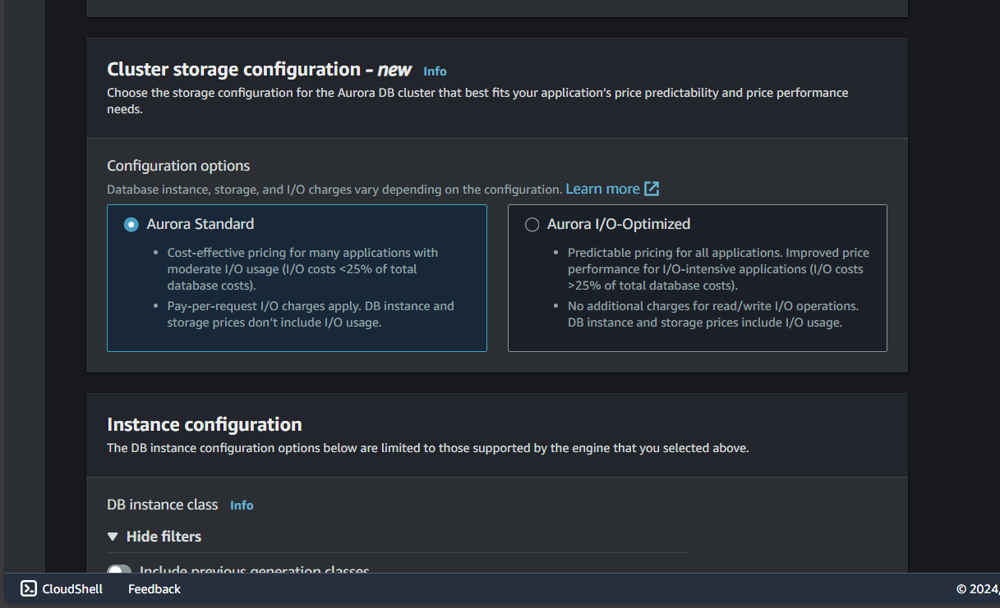 Cluster storage configuration - new Info
Choose the storage configuration for the Aurora DB cluster that best fits your application’s price predictability and price performance
needs.
Configuration options
Database instance, storage, and I/O charges vary depending on the configuration. Learn more
Aurora Standard
• Cost-effective pricing for many applications with
moderate I/O usage (I/O costs <25% of total
database costs).
• Pay-per-request I/O charges apply. DB instance and
storage prices don’t include I/O usage.
Aurora I/O-Optimized
• Predictable pricing for all applications. Improved price
performance for I/O-intensive applications (I/O costs
>25% of total database costs).
• No additional charges for read/write I/O operations.
DB instance and storage prices include I/O usage.
Instance configuration
The DB instance configuration options below are limited to those supported by the engine that you selected above.
DB instance class Info
Hide filters
Include previous generation classes
CloudShell Feedback © 2024,